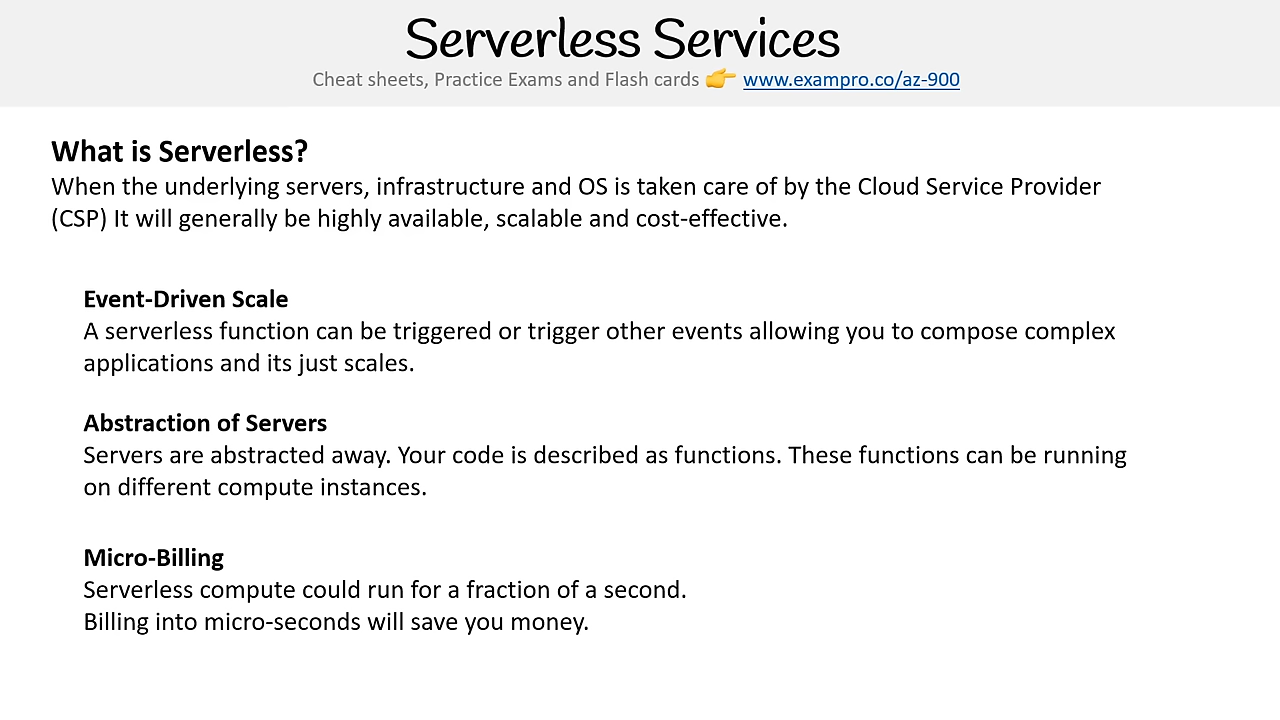 Serverless Services
Cheat sheets, Practice Exams and Flash cards 👉 www.exampro.co/az-900
What is Serverless?
When the underlying servers, infrastructure and OS is taken care of by the Cloud Service Provider
(CSP) It will generally be highly available, scalable and cost-effective.
Event-Driven Scale
A serverless function can be triggered or trigger other events allowing you to compose complex
applications and its just scales.
Abstraction of Servers
Servers are abstracted away. Your code is described as functions. These functions can be running
on different compute instances.
Micro-Billing
Serverless compute could run for a fraction of a second.
Billing into micro-seconds will save you money.